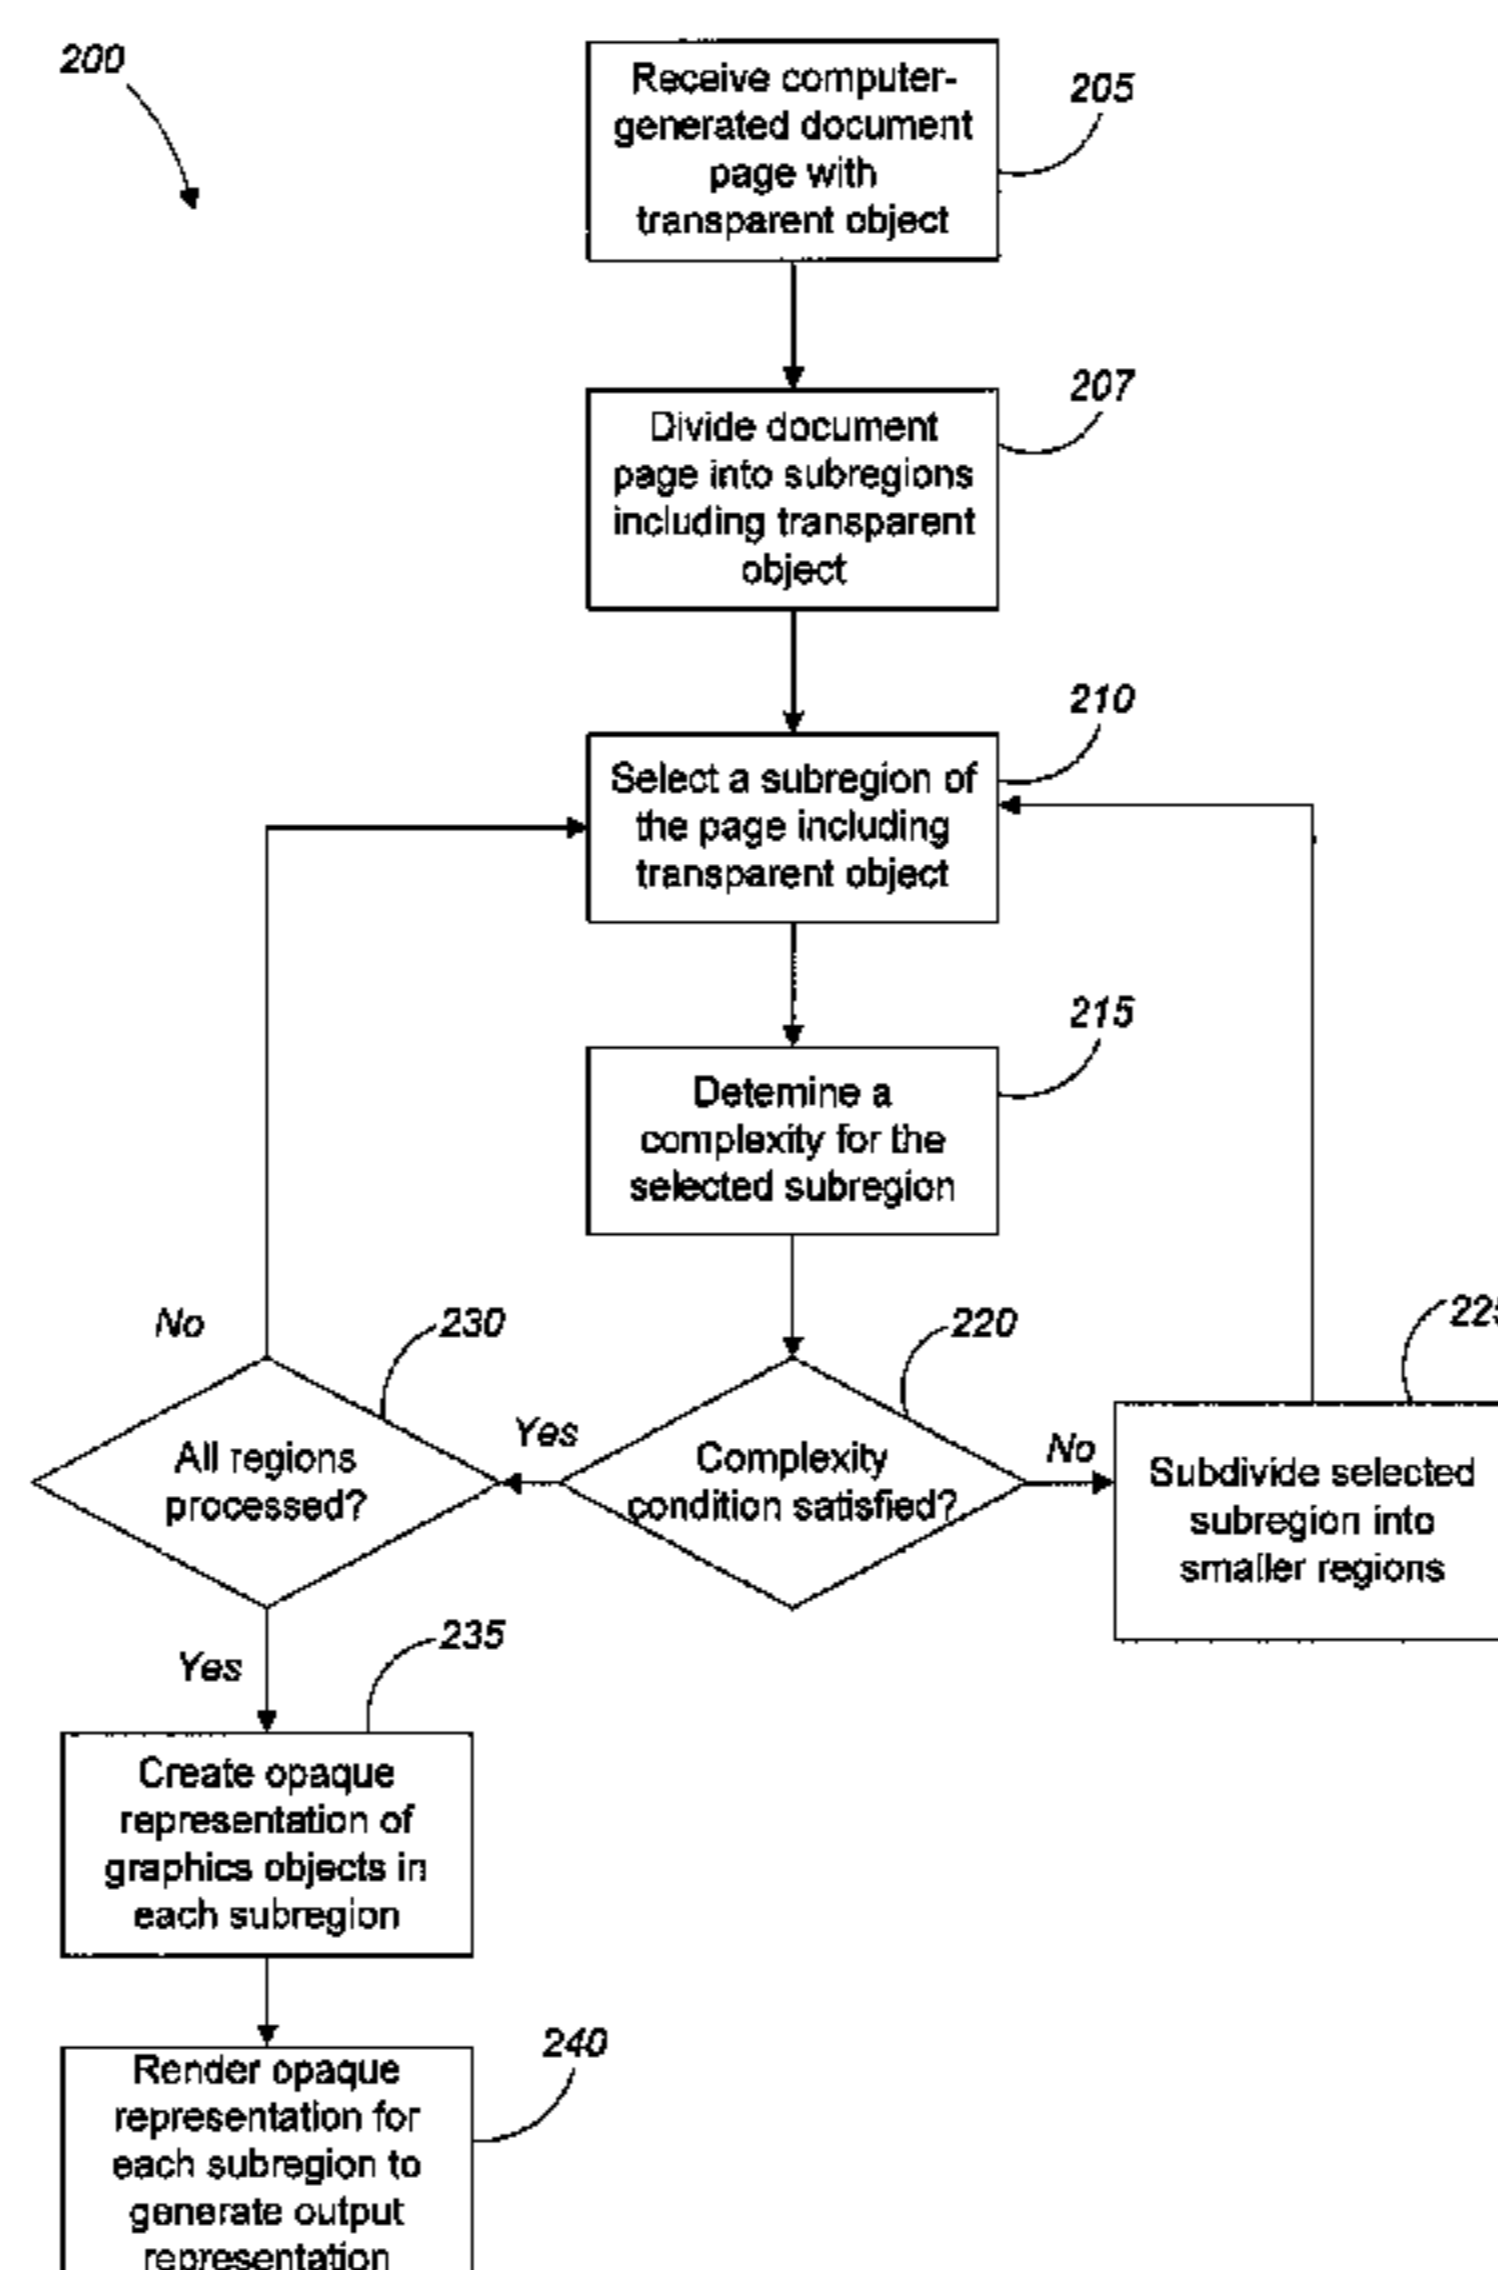 200
Receive computer-
generated document
page with
transparent object
205
Divide document
page into subregions
including transparent
object
207
Select a subregion of
the page including
transparent object
210
Detemine a
complexity for the
selected subregion
215
No
230
220
All regions
processed?
Yes
Complexity
condition satisfied?
No
Subdivide selected
subregion into
smaller regions
Yes
235
Create opaque
representation of
graphics objects in
each subregion
240
Render opaque
representation for
each subregion to
generate output
representation